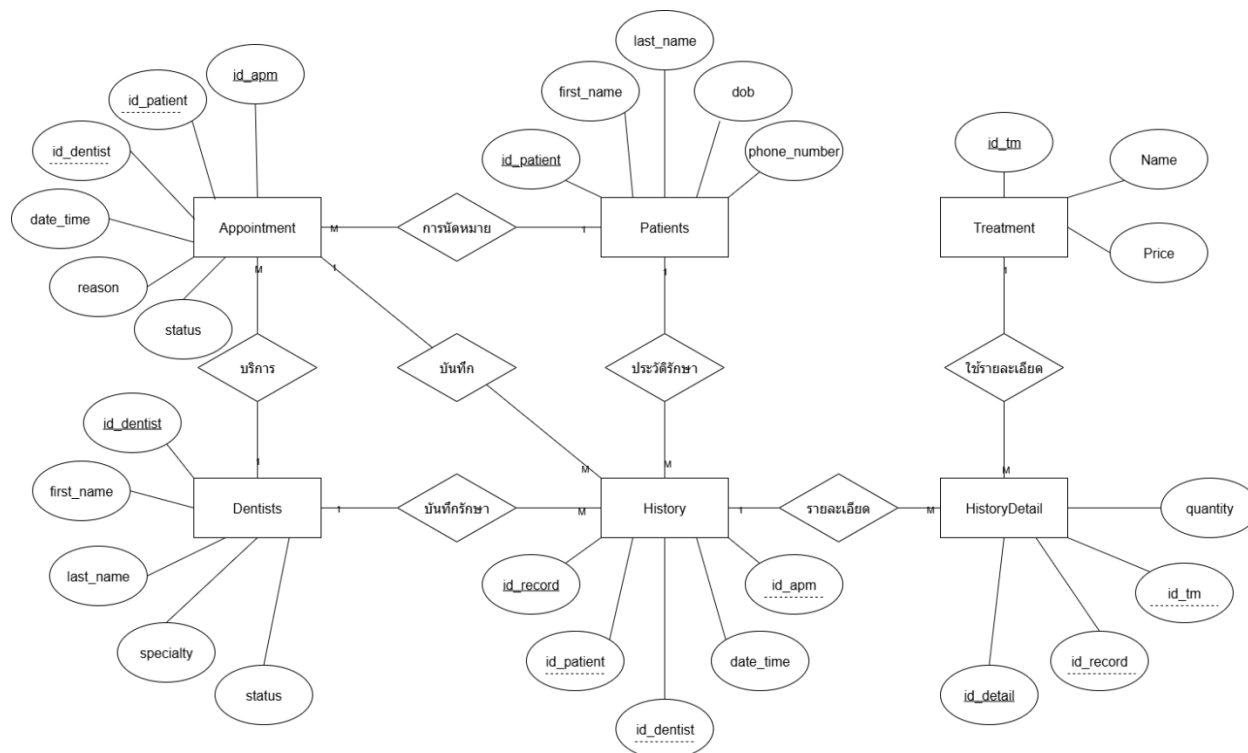 last_name
id_apm
id_patient
first_name
dob
id_dentist
id_patient
phone_number
id_tm
Name
date_time
Appointment
M
การนัดหมาย
1
Patients
Treatment
reason
M
1
1
1
Price
status
บริการ
บันทึก
ประวัติรักษา
ใช้รายละเอียด
id_dentist
1
M
M
M
first_name
Dentists
1
บันทึกรักษา
M
History
1
รายละเอียด
M
HistoryDetail
quantity
last_name
id_record
id_apm
id_tm
specialty
id_patient
date_time
id_record
status
id_detail
id_dentist